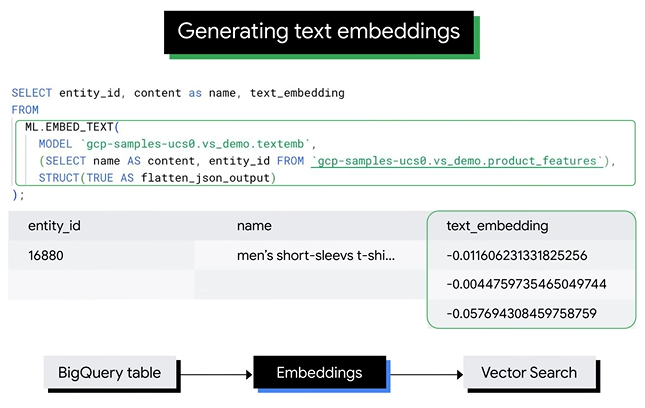 Generating text embeddings
SELECT entity_id, content as name, text_embedding
FROM
ML.EMBED_TEXT(
MODEL `gcp-samples-ucs0.vs_demo.textemb`,
(SELECT name AS content, entity_id FROM `gcp-samples-ucs0.vs_demo.product_features`),
STRUCT(TRUE AS flatten_json_output)
);
entity_id name text_embedding
16880 men's short-sleevs t-shi... -0.011606231331825256
-0.0044759735465049744
-0.057694308459758759
BigQuery table Embeddings Vector Search